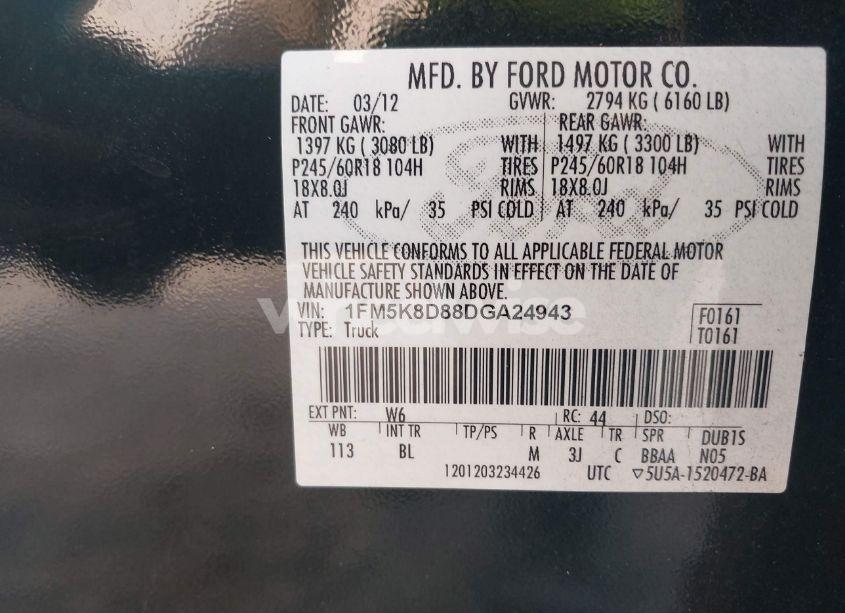 MFD. BY FORD MOTOR CO.
DATE: 03/12 GVWR: 2794 KG ( 6160 LB)
FRONT GAWR: REAR GAWR:
1397 KG ( 3080 LB) WITH 1497 KG ( 3300 LB) WITH
P245/60R18 104H TIRES P245/60R18 104H TIRES
18X8.0J RIMS 18X8.0J RIMS
AT 240 kPa/ 35 PSI COLD AT 240 kPa/ 35 PSI COLD
Ford
THIS VEHICLE CONFORMS TO ALL APPLICABLE FEDERAL MOTOR
VEHICLE SAFETY STANDARDS IN EFFECT ON THE DATE OF
MANUFACTURE SHOWN ABOVE.
VIN: 1FM5K8D88DGA24943 F0161
TYPE: Truck T0161
EXT PNT: W6 RC: 44 DSO:
WB INT TR TP/PS R AXLE TR SPR DUB1S
113 BL M 3J C BBAA N05
1201203234426 UTC ▽5U5A-1520472-BA